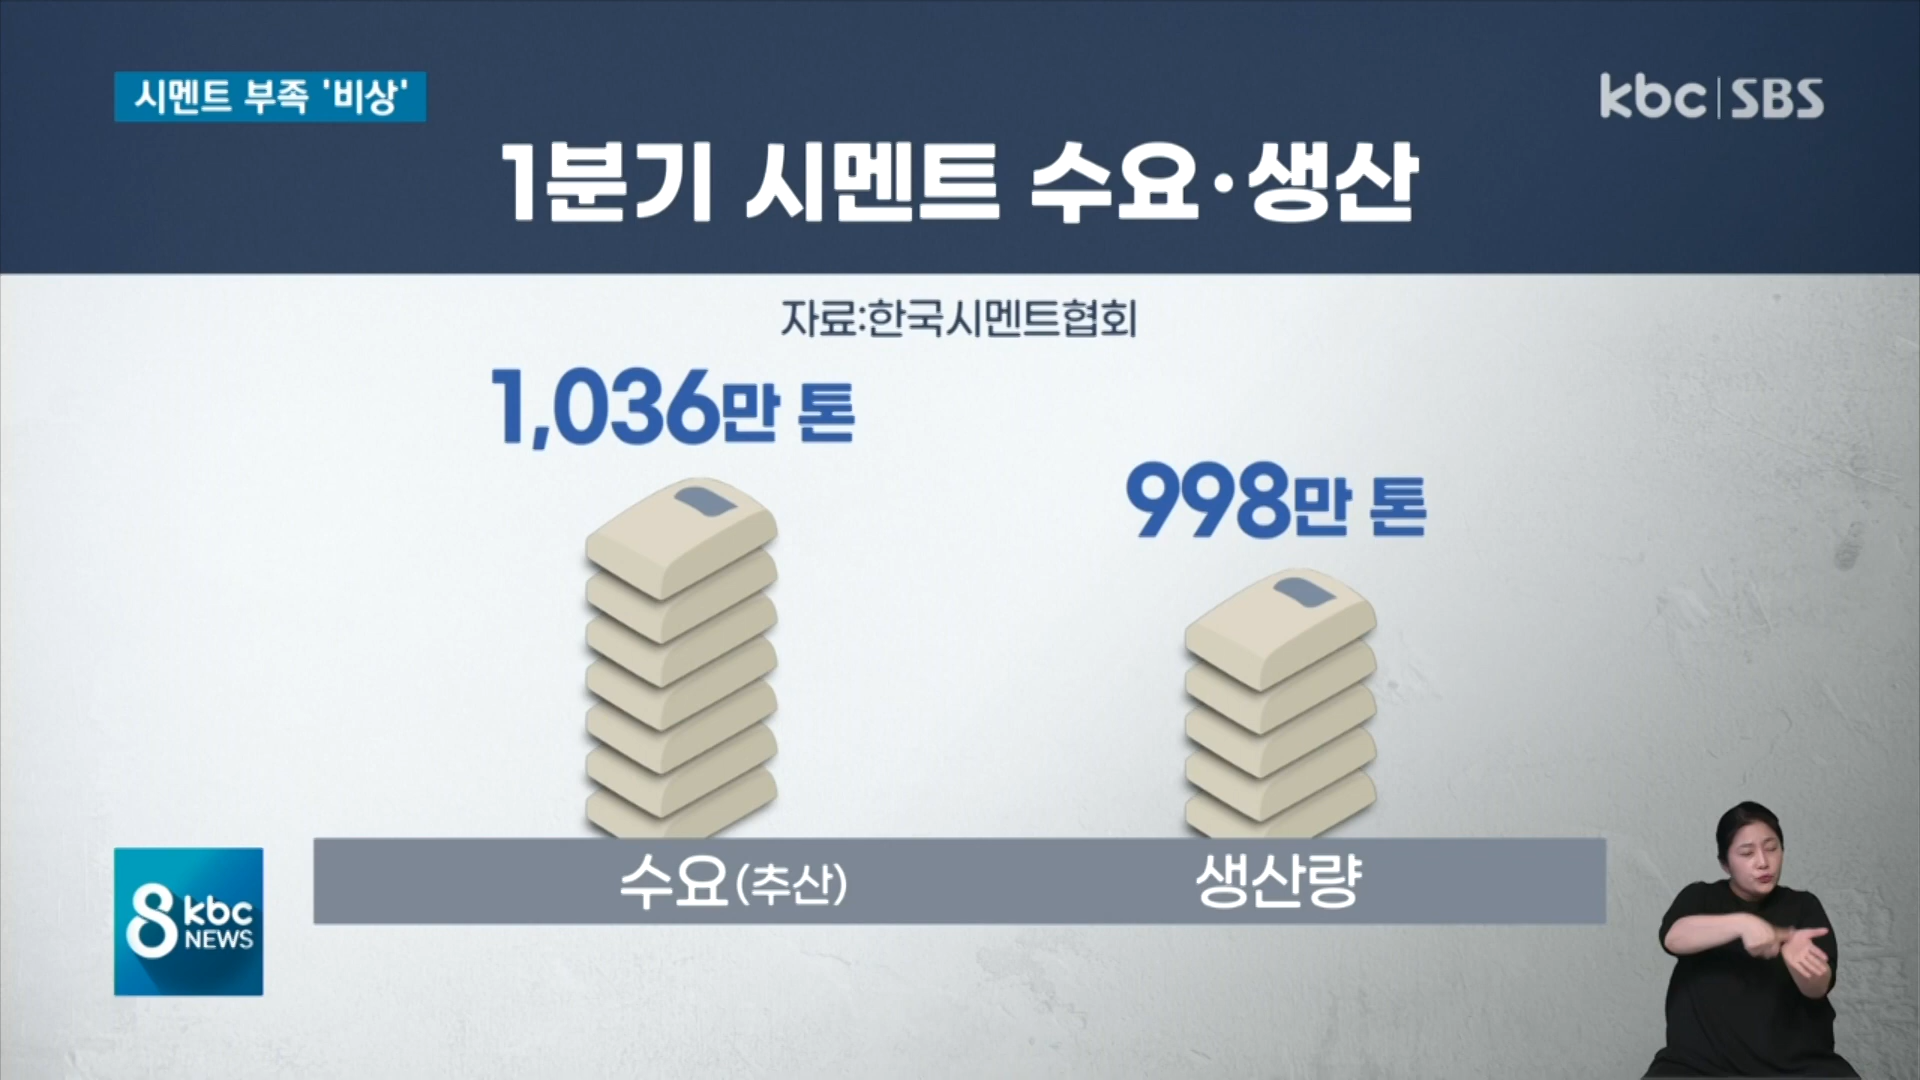 시멘트 부족 '비상'
kbc|SBS
1분기 시멘트 수요·생산
자료:한국시멘트협회
1,036만 톤
998만 톤
수요(추산)
생산량
8 kbc
NEWS